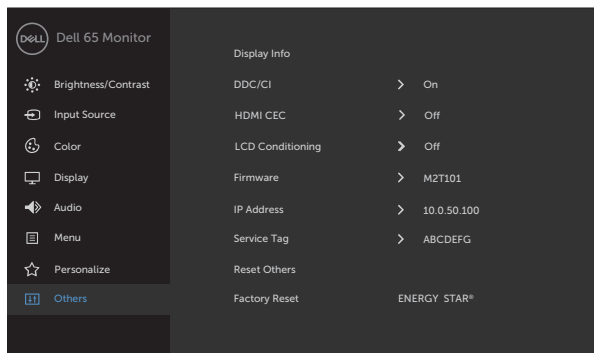 DELL
Dell 65 Monitor
Brightness/Contrast
Input Source
Color
Display
Audio
Menu
Personalize
Others
Display Info
DDC/CI > On
HDMI CEC > Off
LCD Conditioning > Off
Firmware > M2T101
IP Address > 10.0.50.100
Service Tag > ABCDEFG
Reset Others
Factory Reset ENERGY STAR®